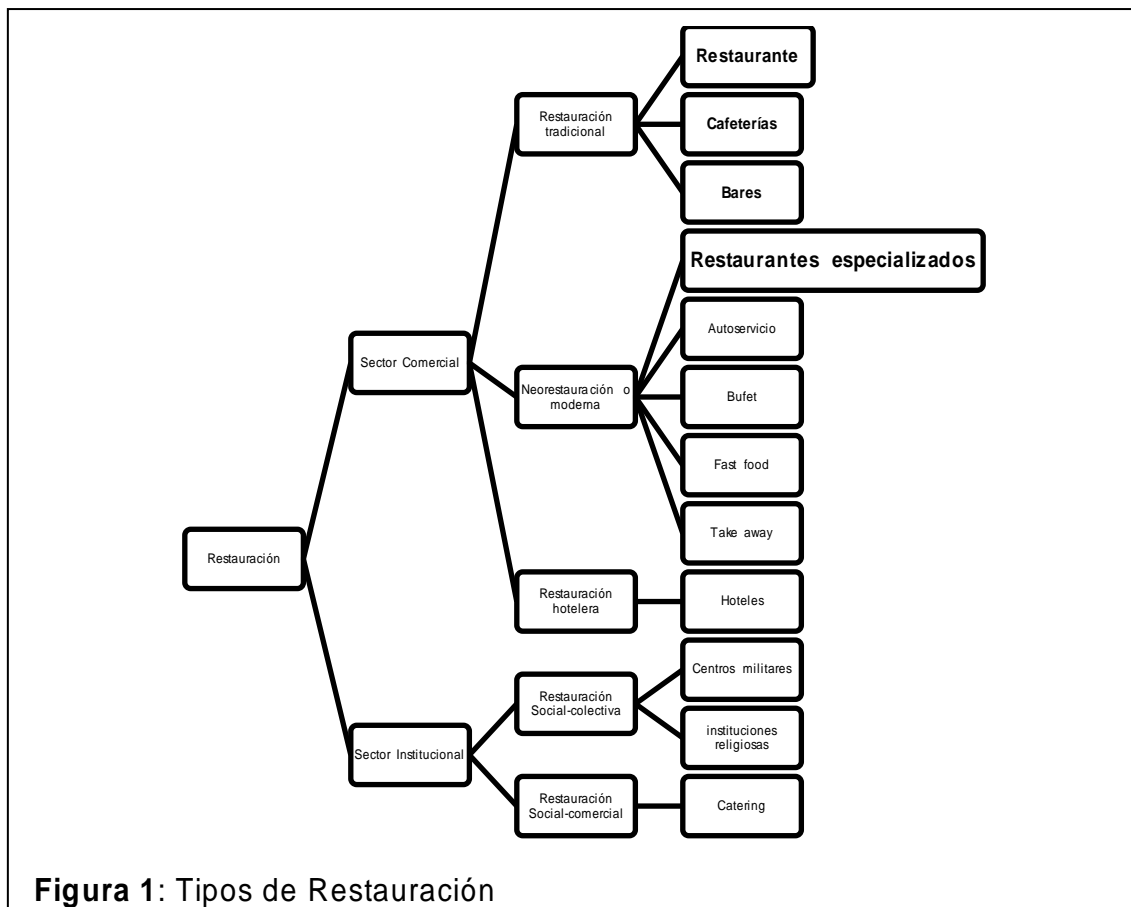 Restaurante
Restauración
tradicional
Cafeterías
Bares
Restaurantes especializados
Autoservicio
Sector Comercial
Neorestauración o
moderna
Bufet
Fast food
Take away
Restauración
Restauración
hotelera
Hoteles
Centros militares
Restauración
Social-colectiva
instituciones
religiosas
Sector Institucional
Restauración
Social-comercial
Catering
Figura 1: Tipos de Restauración